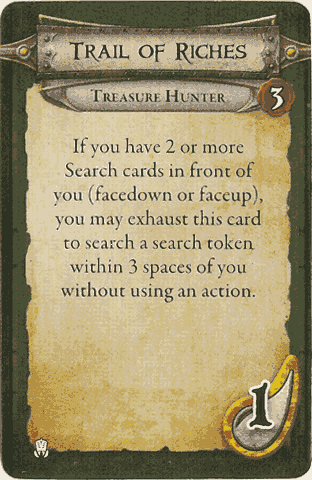 Trail of Riches
Treasure Hunter
3
If you have 2 or more
Search cards in front of
you (facedown or faceup),
you may exhaust this card
to search a search token
within 3 spaces of you
without using an action.
1